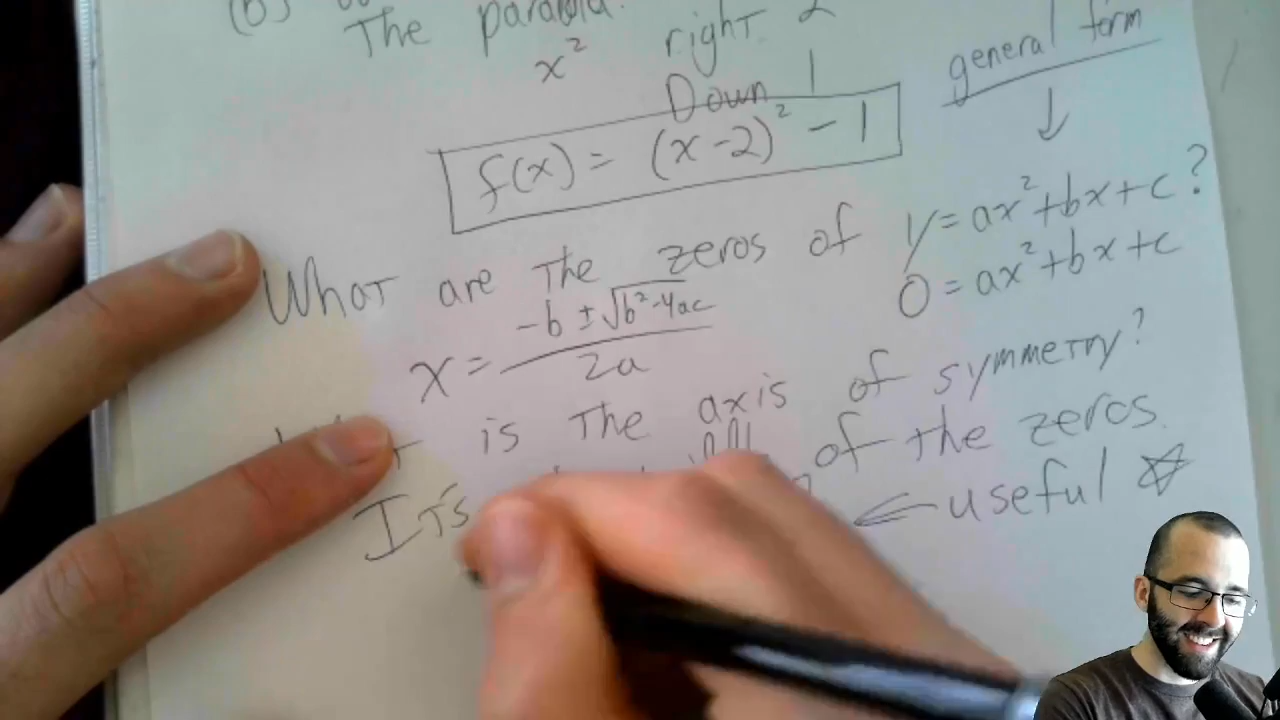 (b)
The parabola.
x² right 2
Down 1
f(x) = (x-2)² - 1
general form
↓
What are the zeros of y = ax²+bx+c?
0 = ax²+bx+c
x = -b ± √b²-4ac / 2a
is the axis of symmetry?
It's of the zeros.
← useful ☆